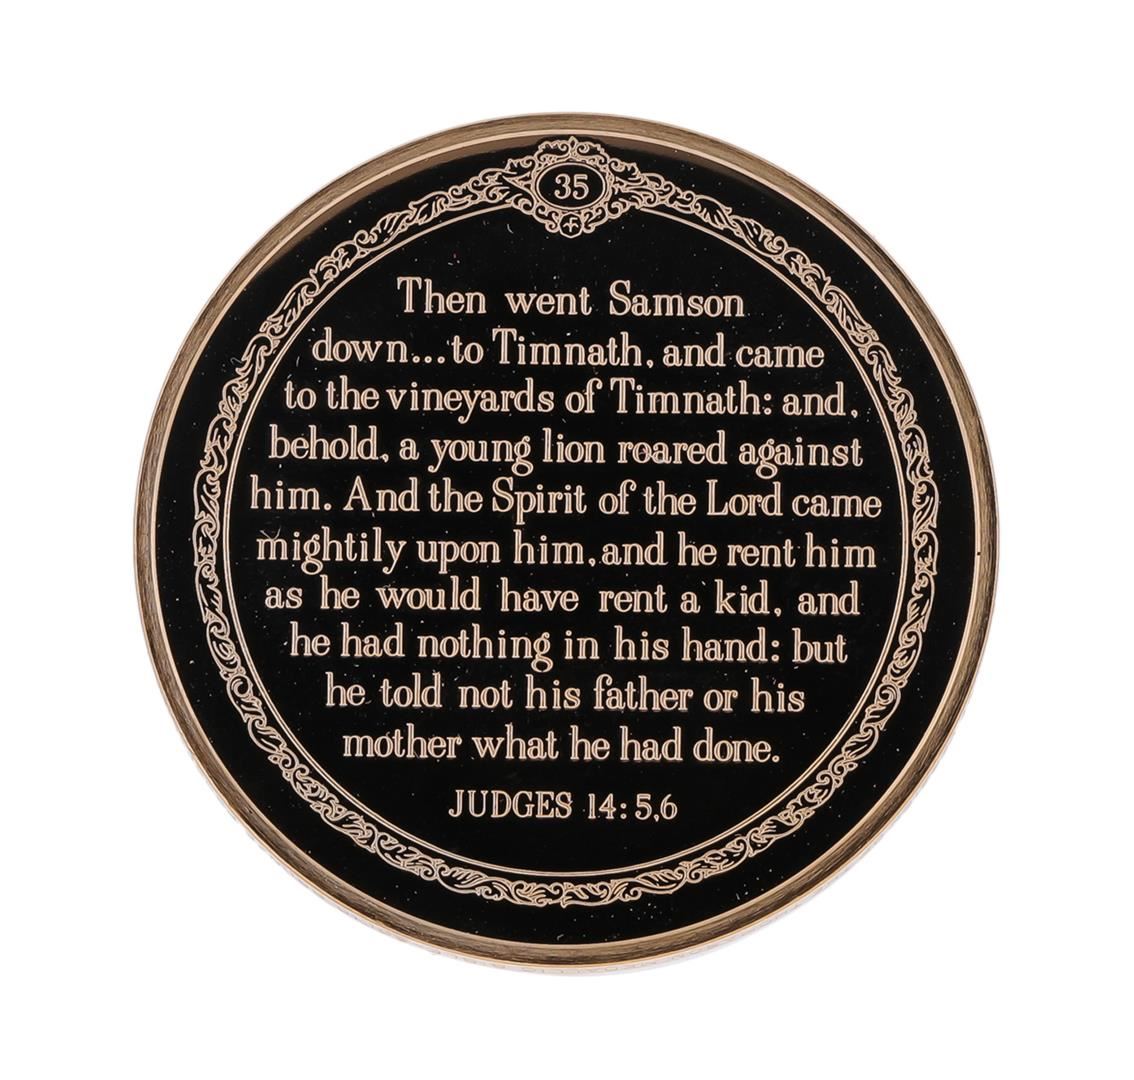 35
Then went Samson
down...to Timnath, and came
to the vineyards of Timnath: and,
behold, a young lion roared against
him. And the Spirit of the Lord came
mightily upon him, and he rent him
as he would have rent a kid, and
he had nothing in his hand: but
he told not his father or his
mother what he had done.
JUDGES 14:5,6